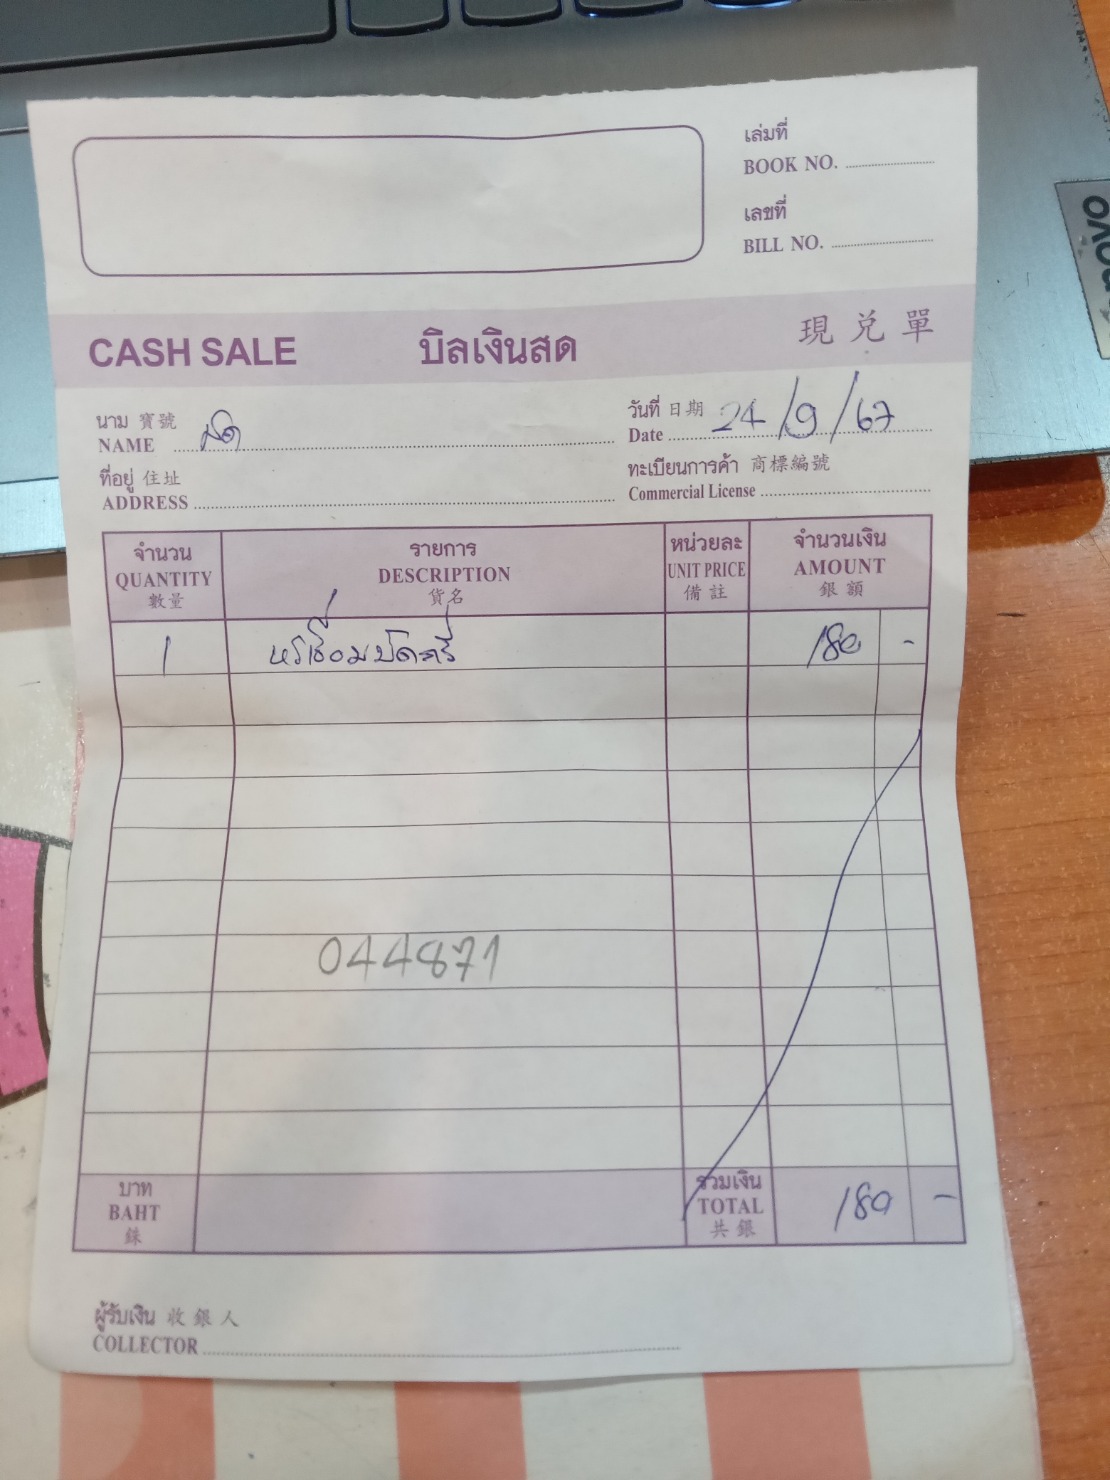 เล่มที่
BOOK NO.
เลขที่
BILL NO.
CASH SALE บิลเงินสด 現兑單
นาม 寶號
NAME สด
วันที่ 日期
Date 24/9/67
ที่อยู่ 住址
ADDRESS
ทะเบียนการค้า 商標編號
Commercial License
จำนวน รายการ หน่วยละ จำนวนเงิน
QUANTITY DESCRIPTION UNIT PRICE AMOUNT
數量 貨名 備註 銀額
1 180 -
044871
บาท รวมเงิน
BAHT TOTAL 180 -
銖 共銀
ผู้รับเงิน 收銀人
COLLECTOR